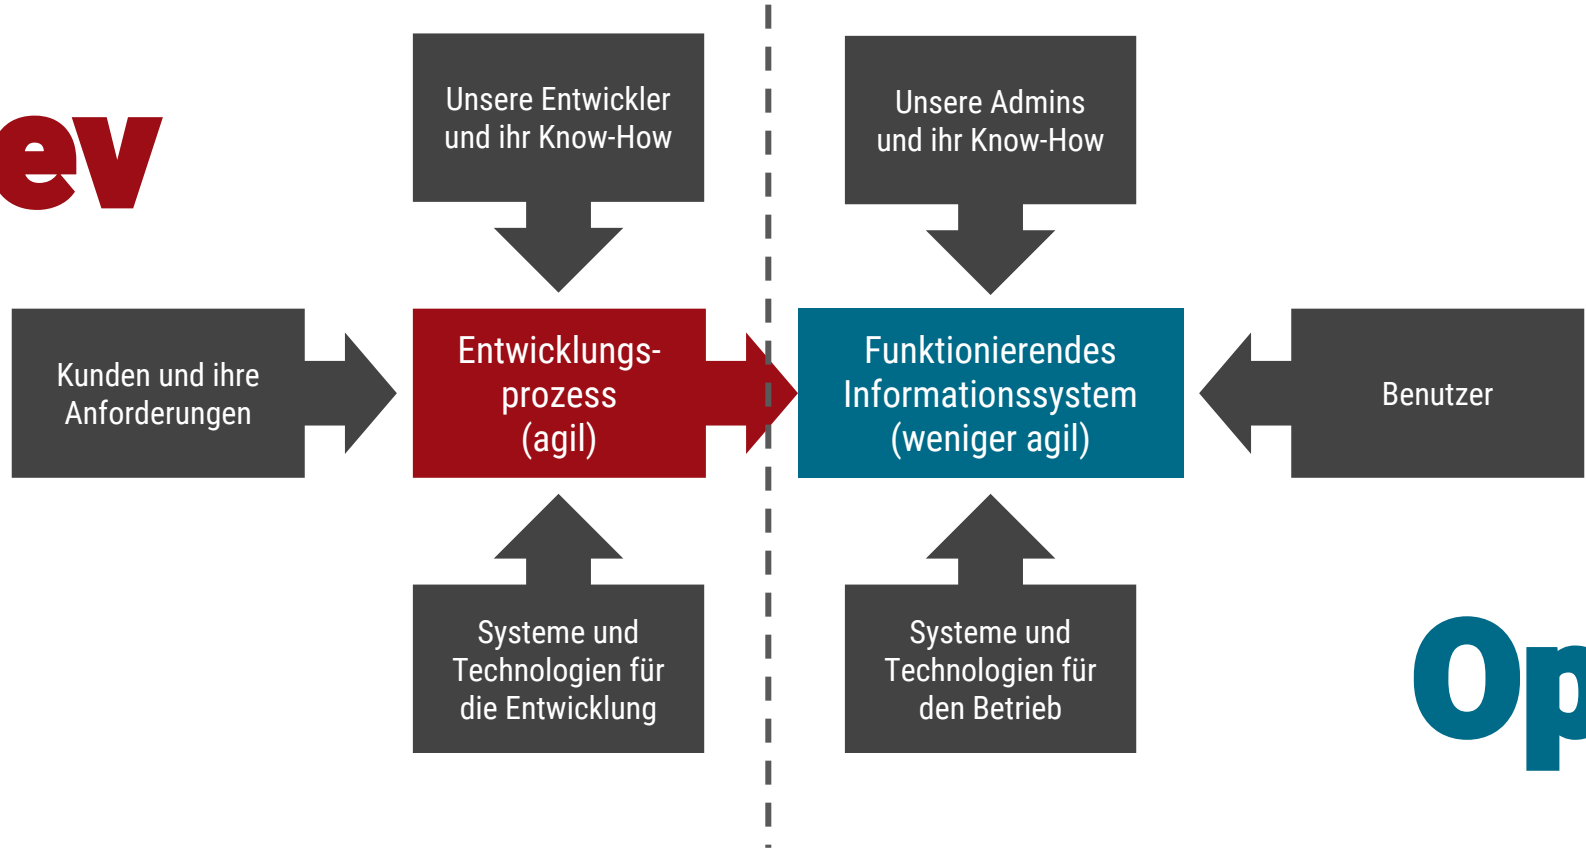 ev
Unsere Entwickler
und ihr Know-How
Unsere Admins
und ihr Know-How
Kunden und ihre
Anforderungen
Entwicklungs-
prozess
(agil)
Funktionierendes
Informationssystem
(weniger agil)
Benutzer
Systeme und
Technologien für
die Entwicklung
Systeme und
Technologien für
den Betrieb
Op